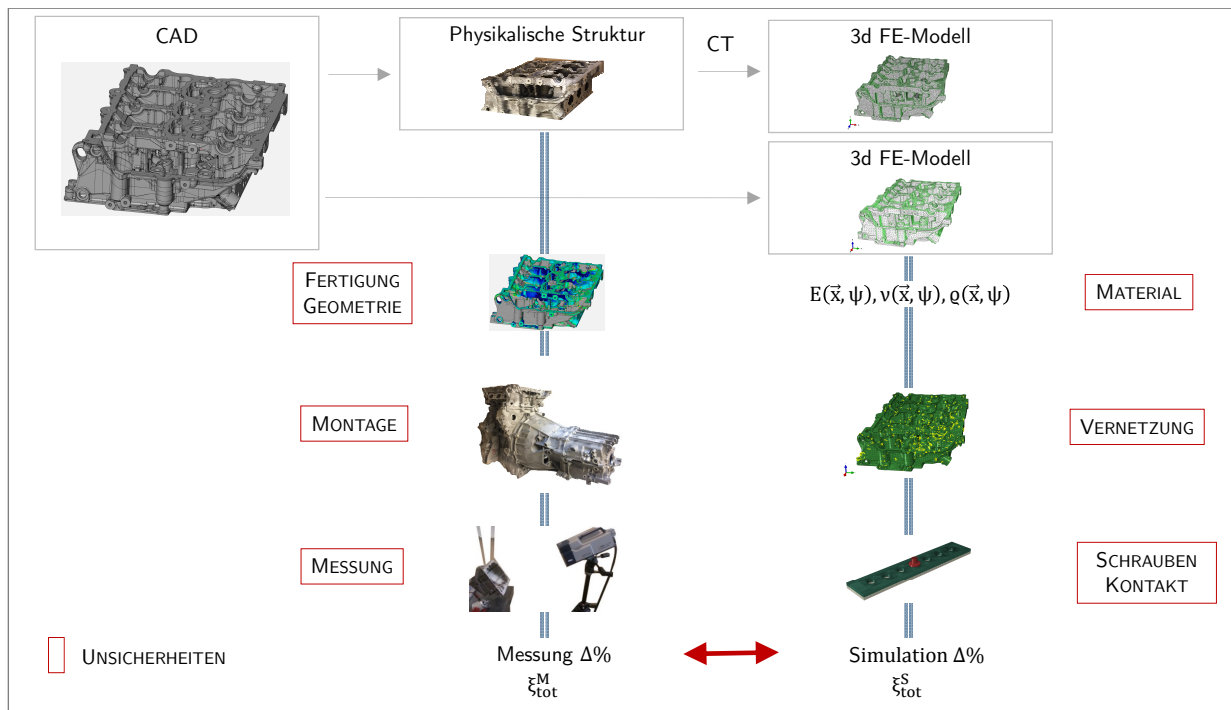 CAD
Physikalische Struktur
CT
3d FE-Modell
3d FE-Modell
FERTIGUNG
GEOMETRIE
E(x⃗,ψ), ν(x⃗,ψ), ϱ(x⃗,ψ)
MATERIAL
MONTAGE
VERNETZUNG
MESSUNG
SCHRAUBEN
KONTAKT
UNSICHERHEITEN
Messung Δ%
ξ^M_tot
Simulation Δ%
ξ^S_tot